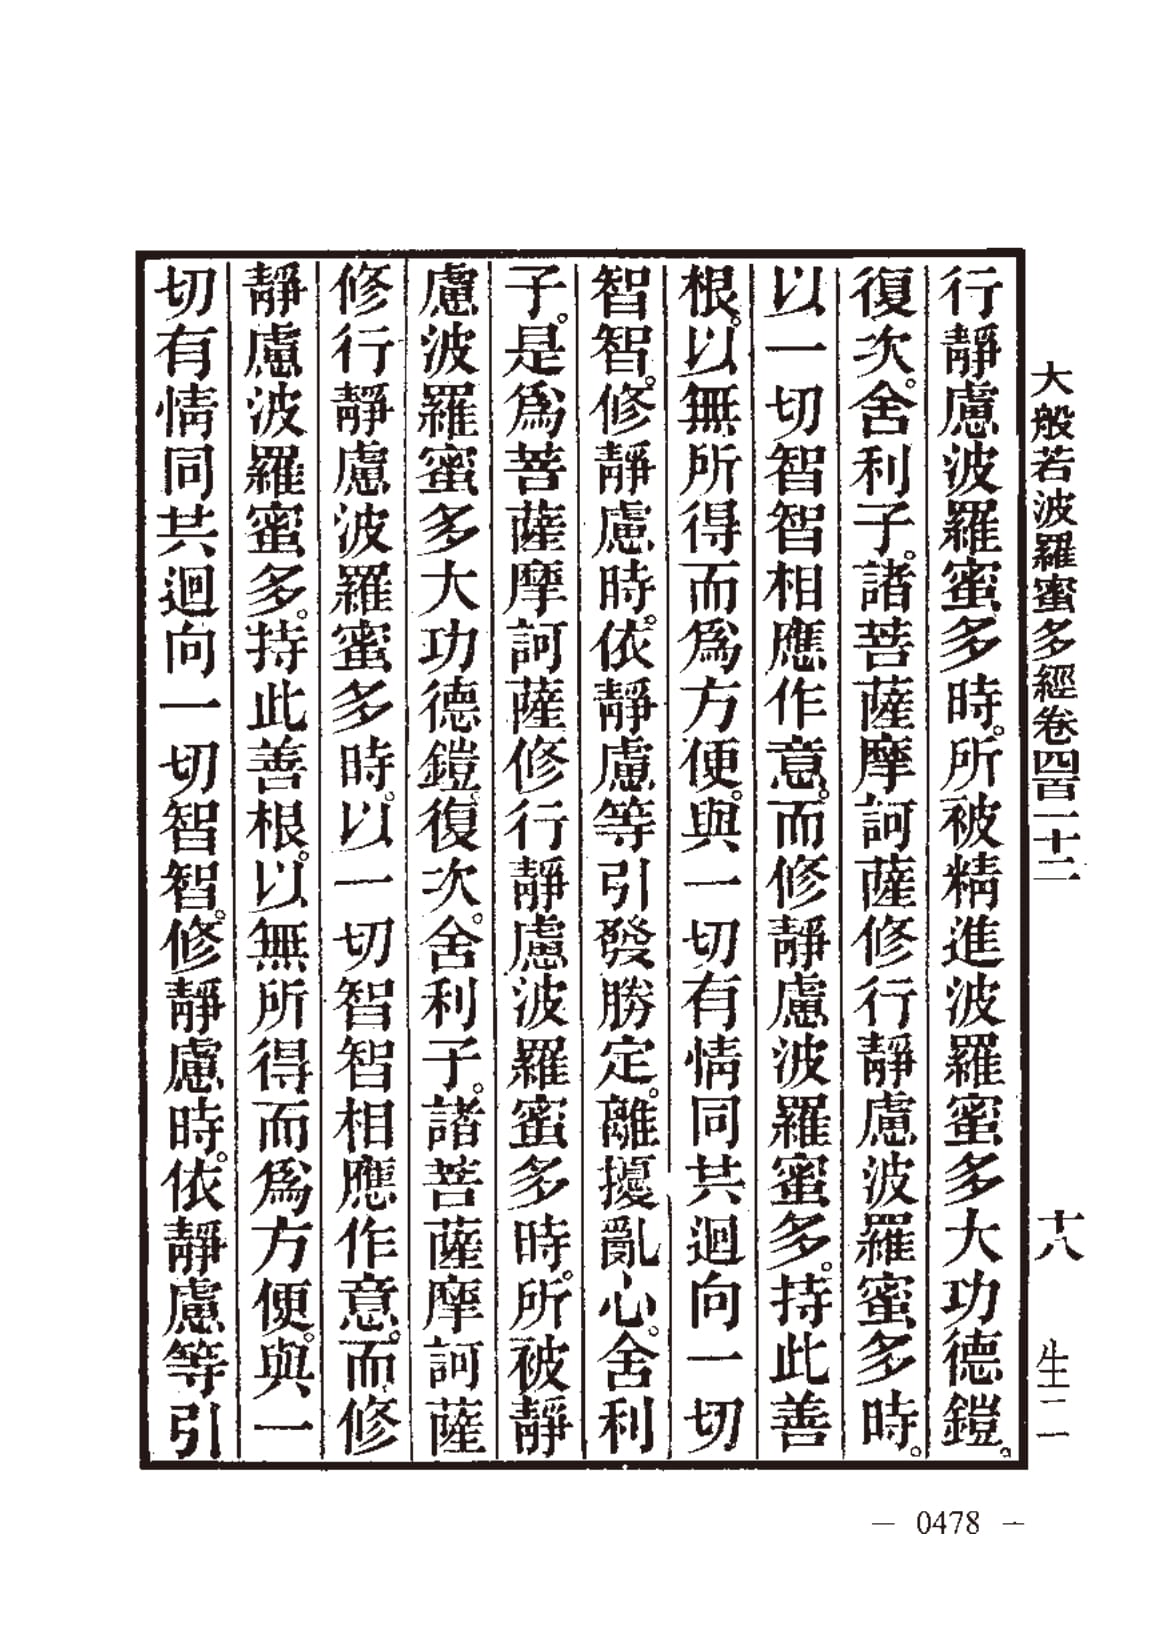 大般若波羅蜜多經卷四百一十二　十八　生二
行靜慮波羅蜜多時。所被精進波羅蜜多大功德鎧。
復次。舍利子。諸菩薩摩訶薩修行靜慮波羅蜜多時。
以一切智智相應作意。而修靜慮波羅蜜多。持此善
根。以無所得而爲方便。與一切有情同共迴向一切
智智。修靜慮時。依靜慮等引發勝定。離擾亂心。舍利
子。是爲菩薩摩訶薩修行靜慮波羅蜜多時。所被靜
慮波羅蜜多大功德鎧。復次。舍利子。諸菩薩摩訶薩
修行靜慮波羅蜜多時。以一切智智相應作意。而修
靜慮波羅蜜多。持此善根。以無所得而爲方便。與一
切有情同共迴向一切智智。修靜慮時。依靜慮等引
— 0478 —